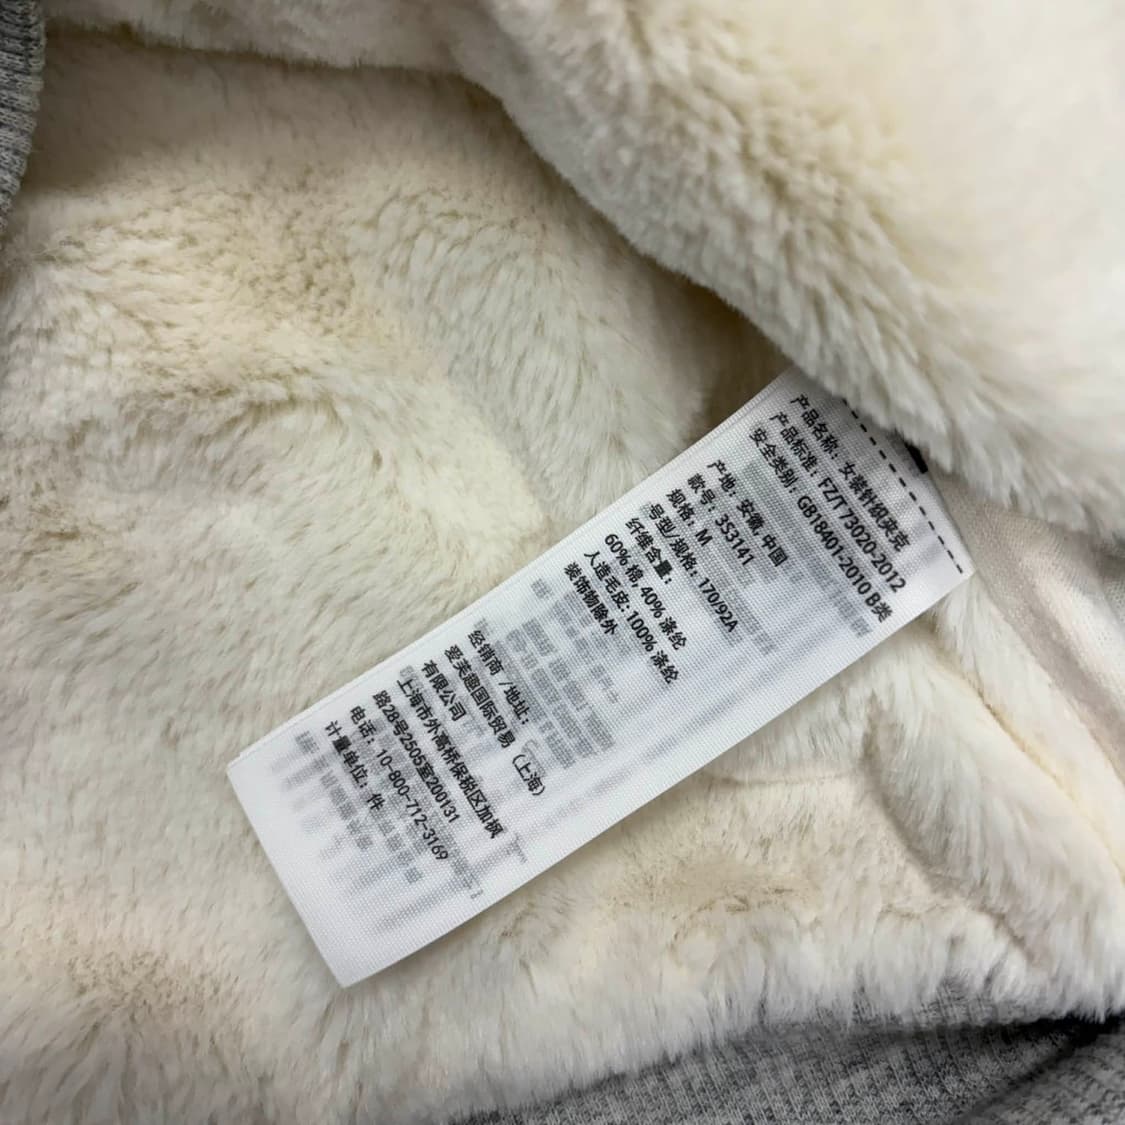 产品名称: 女装针织夹克
产品标准: FZ/T 73020-2012
安全类别: GB18401-2010 B类
产地: 安徽, 中国
款号: 3S3141
规格: M
号型/规格: 170/92A
纤维含量:
60% 棉, 40% 涤纶
人造毛皮: 100% 涤纶
装饰物除外
经销商 / 地址:
爱芙趣国际贸易 (上海)
有限公司
上海市外高桥保税区加枫
路28号2505室200131
电话: 10-800-712-3169
计量单位: 件